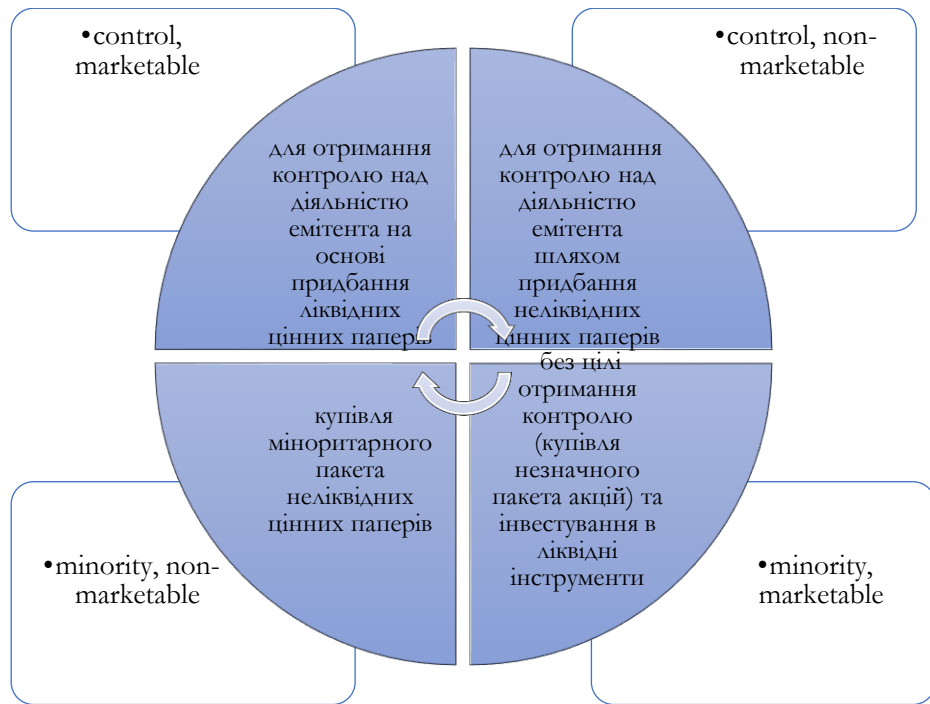 •control,
marketable
•control, non-
marketable
для отримання
контролю над
діяльністю
емітента на
основі
придбання
ліквідних
цінних паперів
для отримання
контролю над
діяльністю
емітента
шляхом
придбання
неліквідних
цінних паперів
купівля
міноритарного
пакета
неліквідних
цінних паперів
без цілі
отримання
контролю
(купівля
незначного
пакета акцій) та
інвестування в
ліквідні
інструменти
•minority, non-
marketable
•minority,
marketable